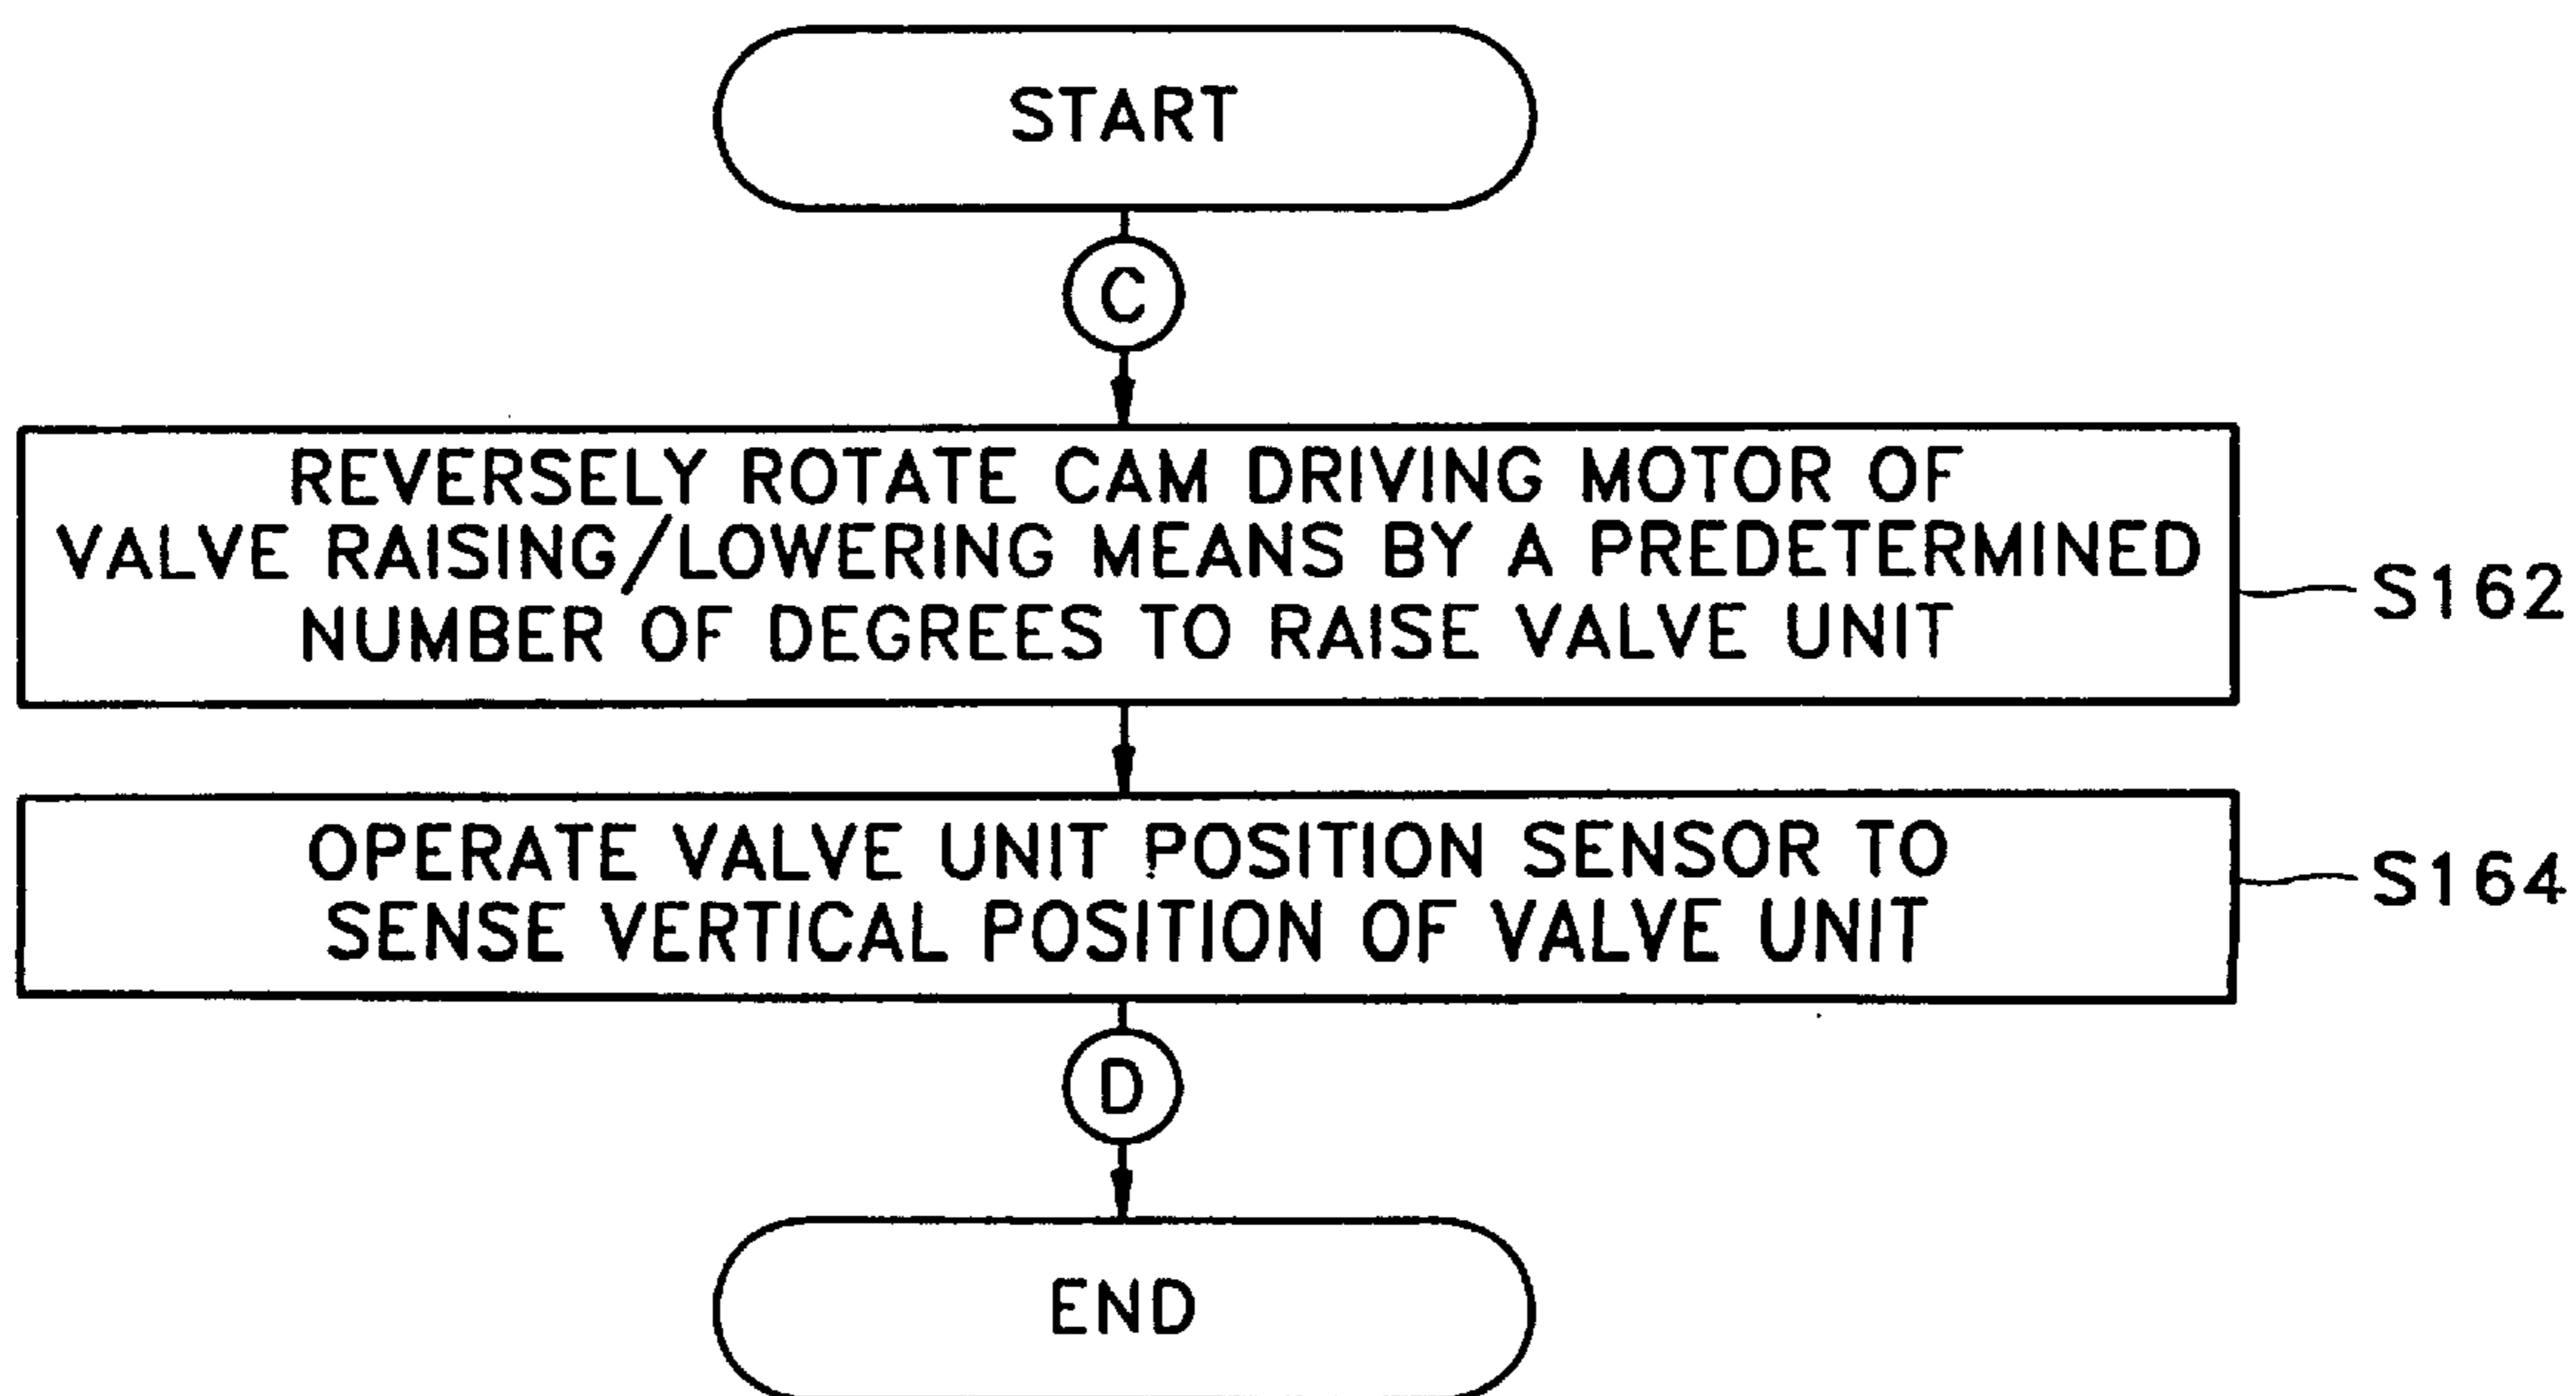 START
C
REVERSELY ROTATE CAM DRIVING MOTOR OF
VALVE RAISING/LOWERING MEANS BY A PREDETERMINED
NUMBER OF DEGREES TO RAISE VALVE UNIT
S162
OPERATE VALVE UNIT POSITION SENSOR TO
SENSE VERTICAL POSITION OF VALVE UNIT
S164
D
END